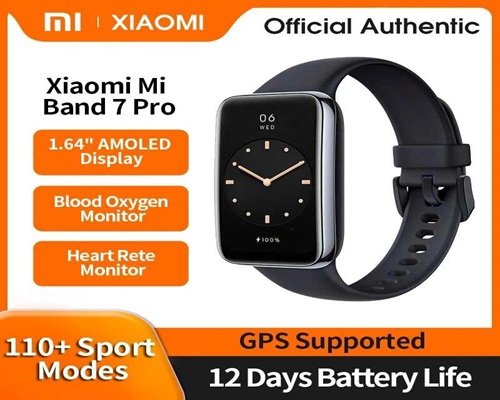 mi | XIAOMI
Official Authentic
Xiaomi Mi
Band 7 Pro
1.64" AMOLED
Display
Blood Oxygen
Monitor
Heart Rete
Monitor
06
WED
100%
110+ Sport
Modes
GPS Supported
12 Days Battery Life